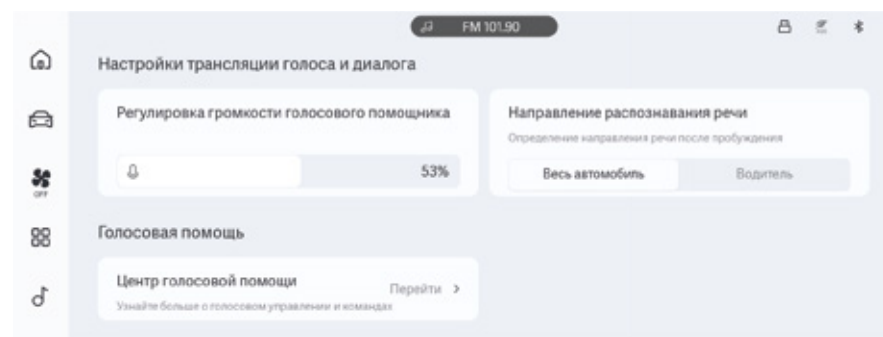 FM 101.90
Настройки трансляции голоса и диалога
Регулировка громкости голосового помощника
53%
Направление распознавания речи
Определение направления речи после пробуждения
Весь автомобиль
Водитель
OFF
Голосовая помощь
Центр голосовой помощи
Узнайте больше о голосовом управлении и командах
Перейти >